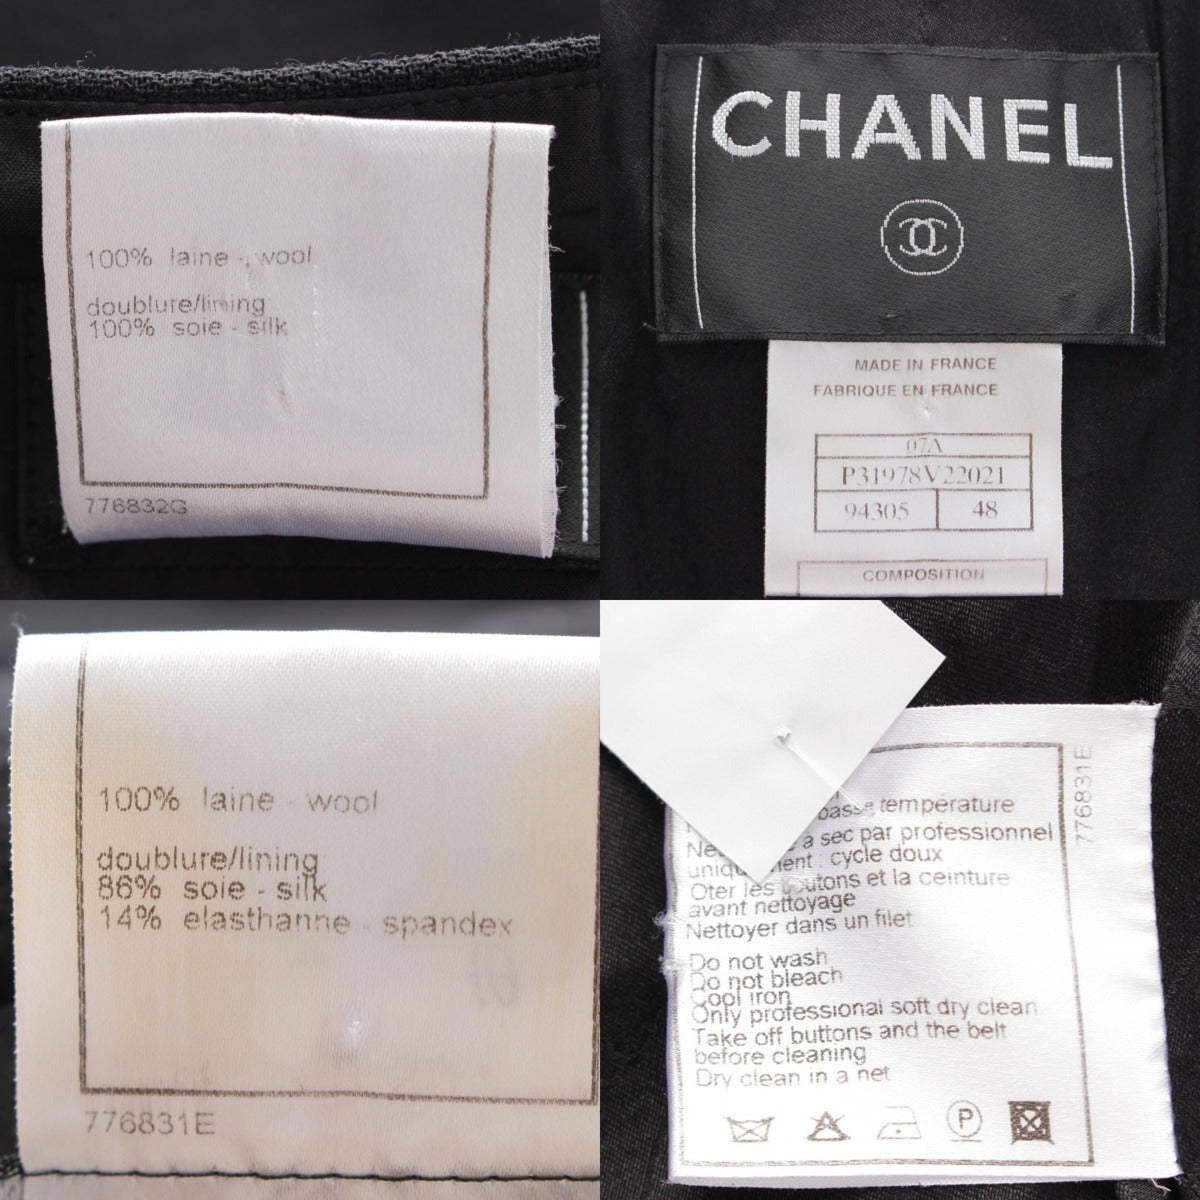 100% laine - wool
doublure/lining
100% soie - silk
776832G
CHANEL
MADE IN FRANCE
FABRIQUE EN FRANCE
07A
P31978V22021
94305 48
COMPOSITION
100% laine - wool
doublure/lining
86% soie - silk
14% elasthanne - spandex
776831E
basse température
à sec par professionnel
: cycle doux
Oter les boutons et la ceinture
avant nettoyage
Nettoyer dans un filet
Do not wash
Do not bleach
Cool iron
Only professional soft dry clean
Take off buttons and the belt
before cleaning
Dry clean in a net
P
776831E